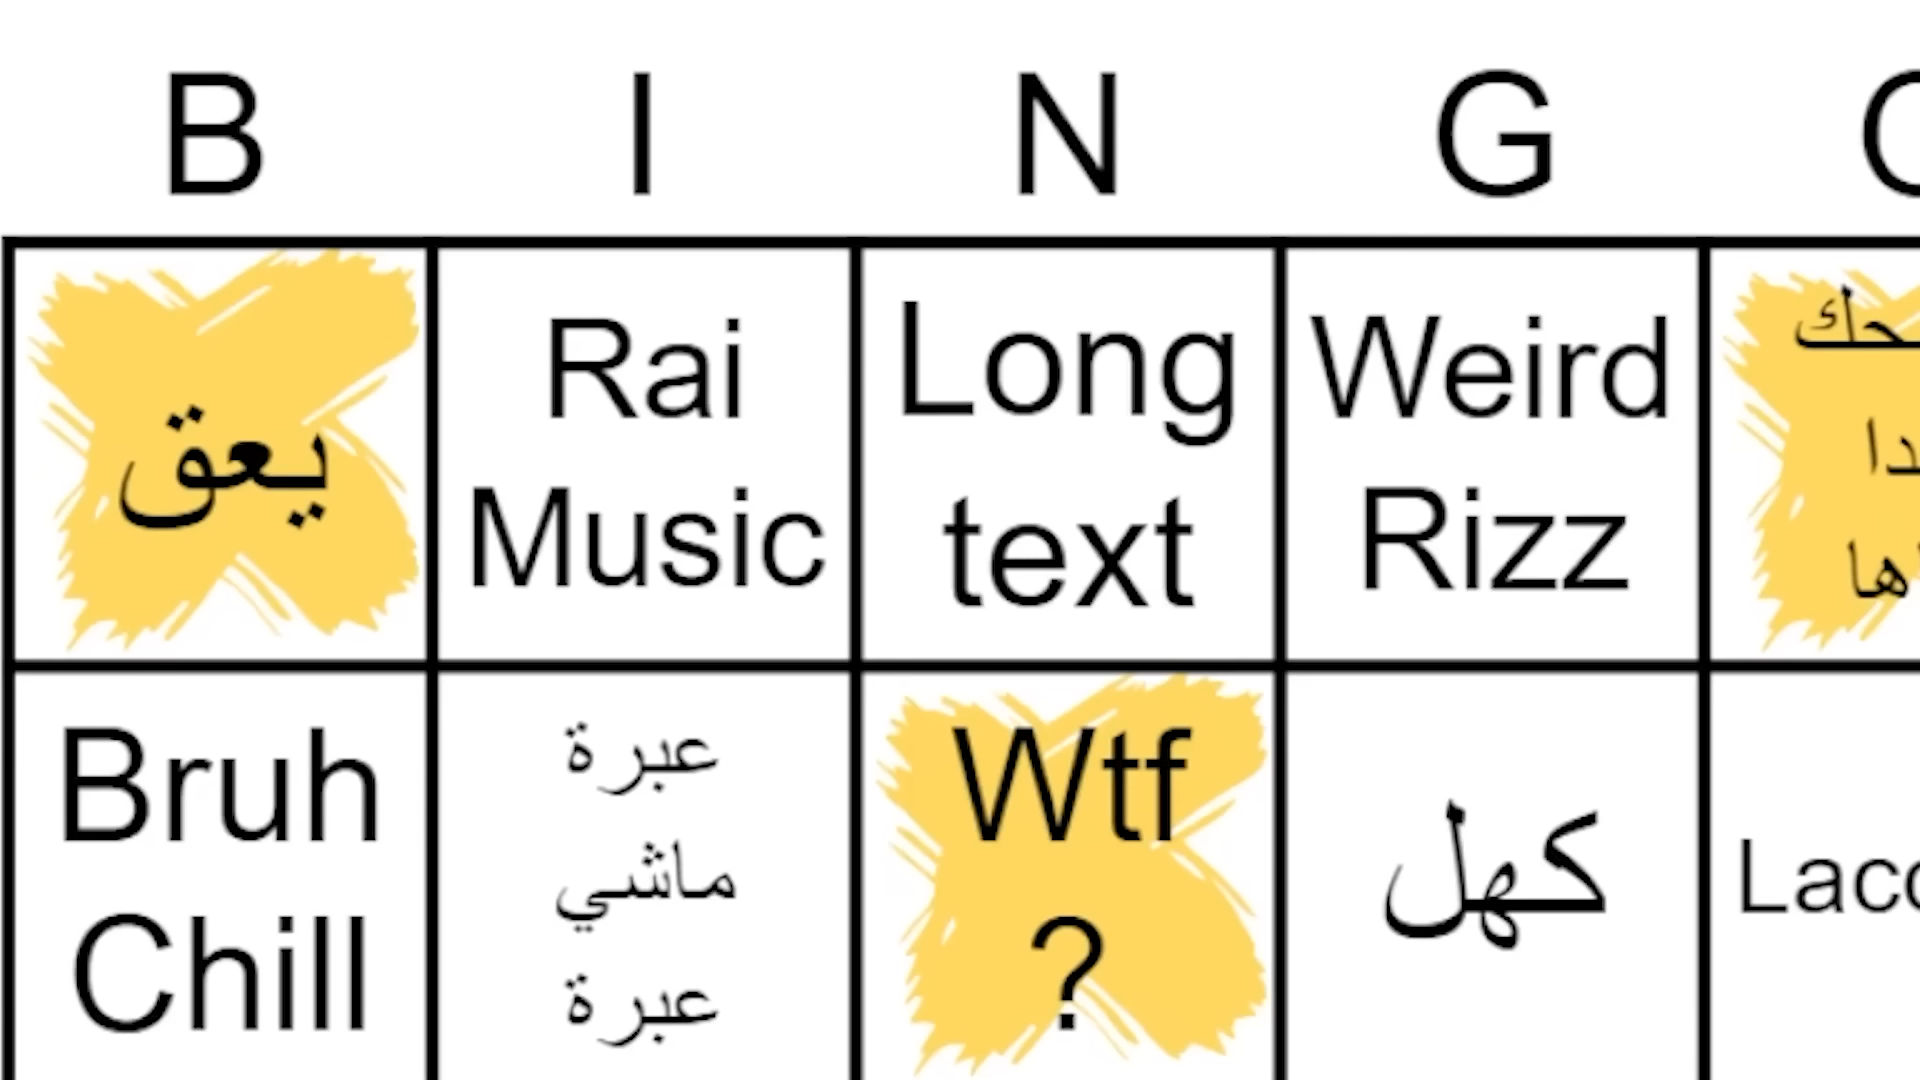 B I N G
يعق
Rai
Music
Long
text
Weird
Rizz
Bruh
Chill
عبرة
ماشي
عبرة
Wtf
?
كهل